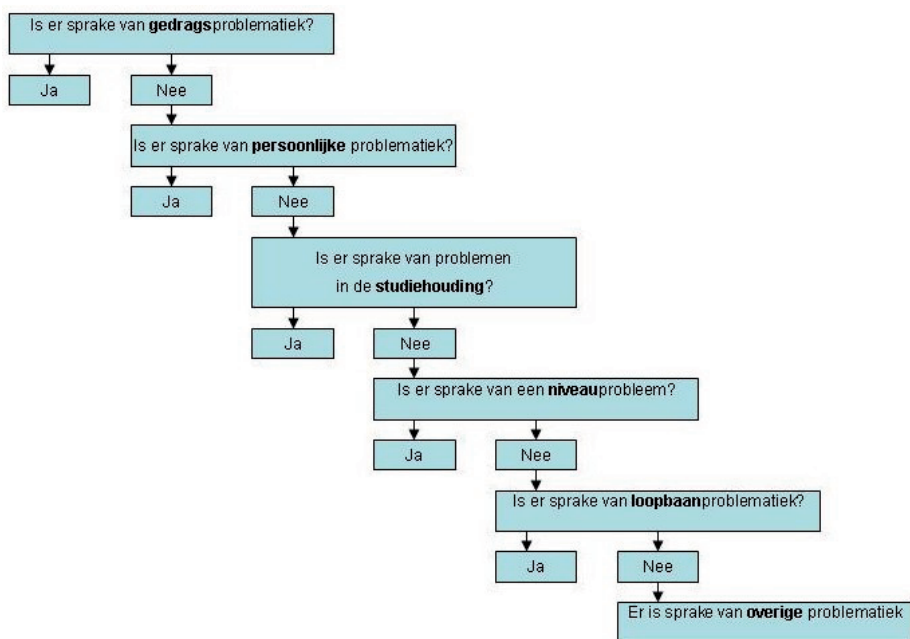 Is er sprake van gedragsproblematiek?
Ja
Nee
Is er sprake van persoonlijke problematiek?
Ja
Nee
Is er sprake van problemen
in de studiehouding?
Ja
Nee
Is er sprake van een niveauprobleem?
Ja
Nee
Is er sprake van loopbaanproblematiek?
Ja
Nee
Er is sprake van overige problematiek